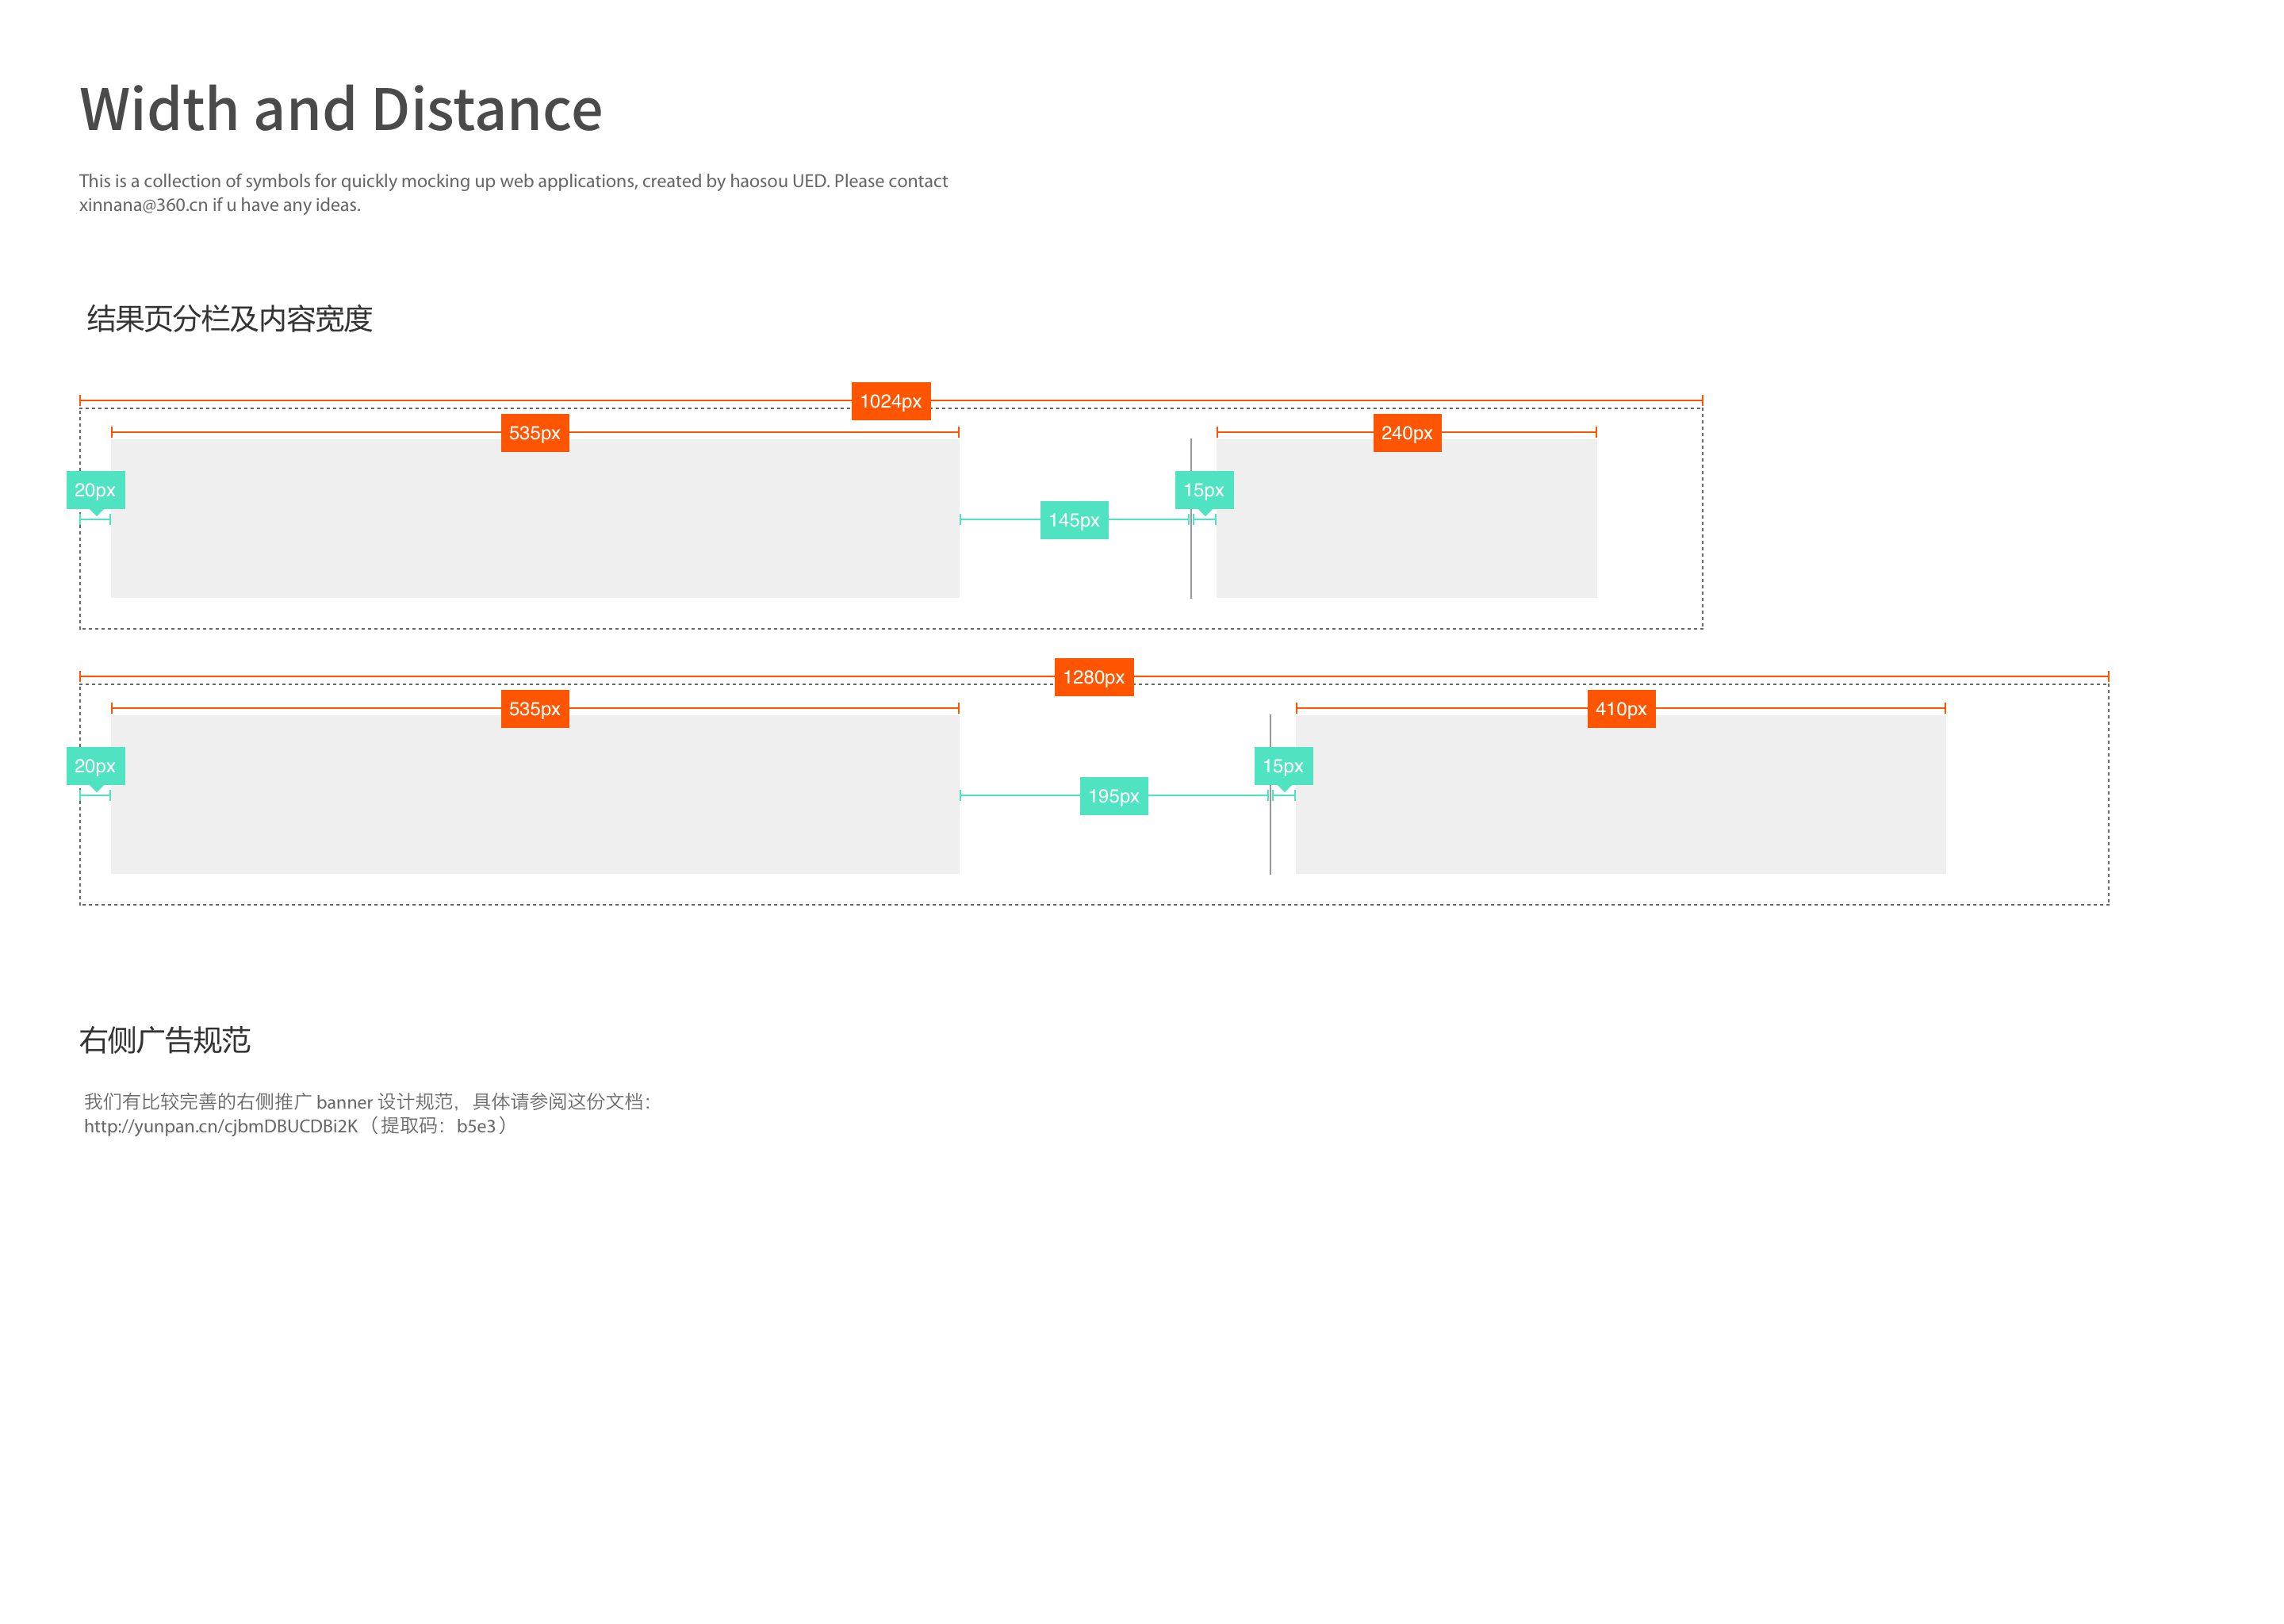 Width and Distance
This is a collection of symbols for quickly mocking up web applications, created by haosou UED. Please contact
xinnana@360.cn if u have any ideas.
结果页分栏及内容宽度
1024px
535px
240px
20px
15px
145px
1280px
535px
410px
20px
15px
195px
右侧广告规范
我们有比较完善的右侧推广 banner 设计规范，具体请参阅这份文档：
http://yunpan.cn/cjbmDBUCDBi2K（提取码：b5e3）